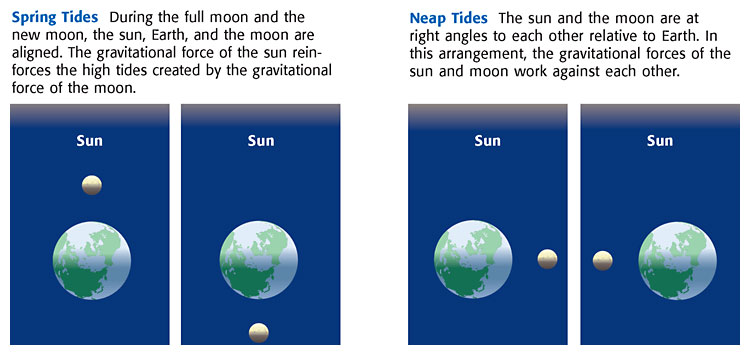 Spring Tides During the full moon and the
new moon, the sun, Earth, and the moon are
aligned. The gravitational force of the sun rein-
forces the high tides created by the gravitational
force of the moon.
Sun
Sun
Neap Tides The sun and the moon are at
right angles to each other relative to Earth. In
this arrangement, the gravitational forces of the
sun and moon work against each other.
Sun
Sun